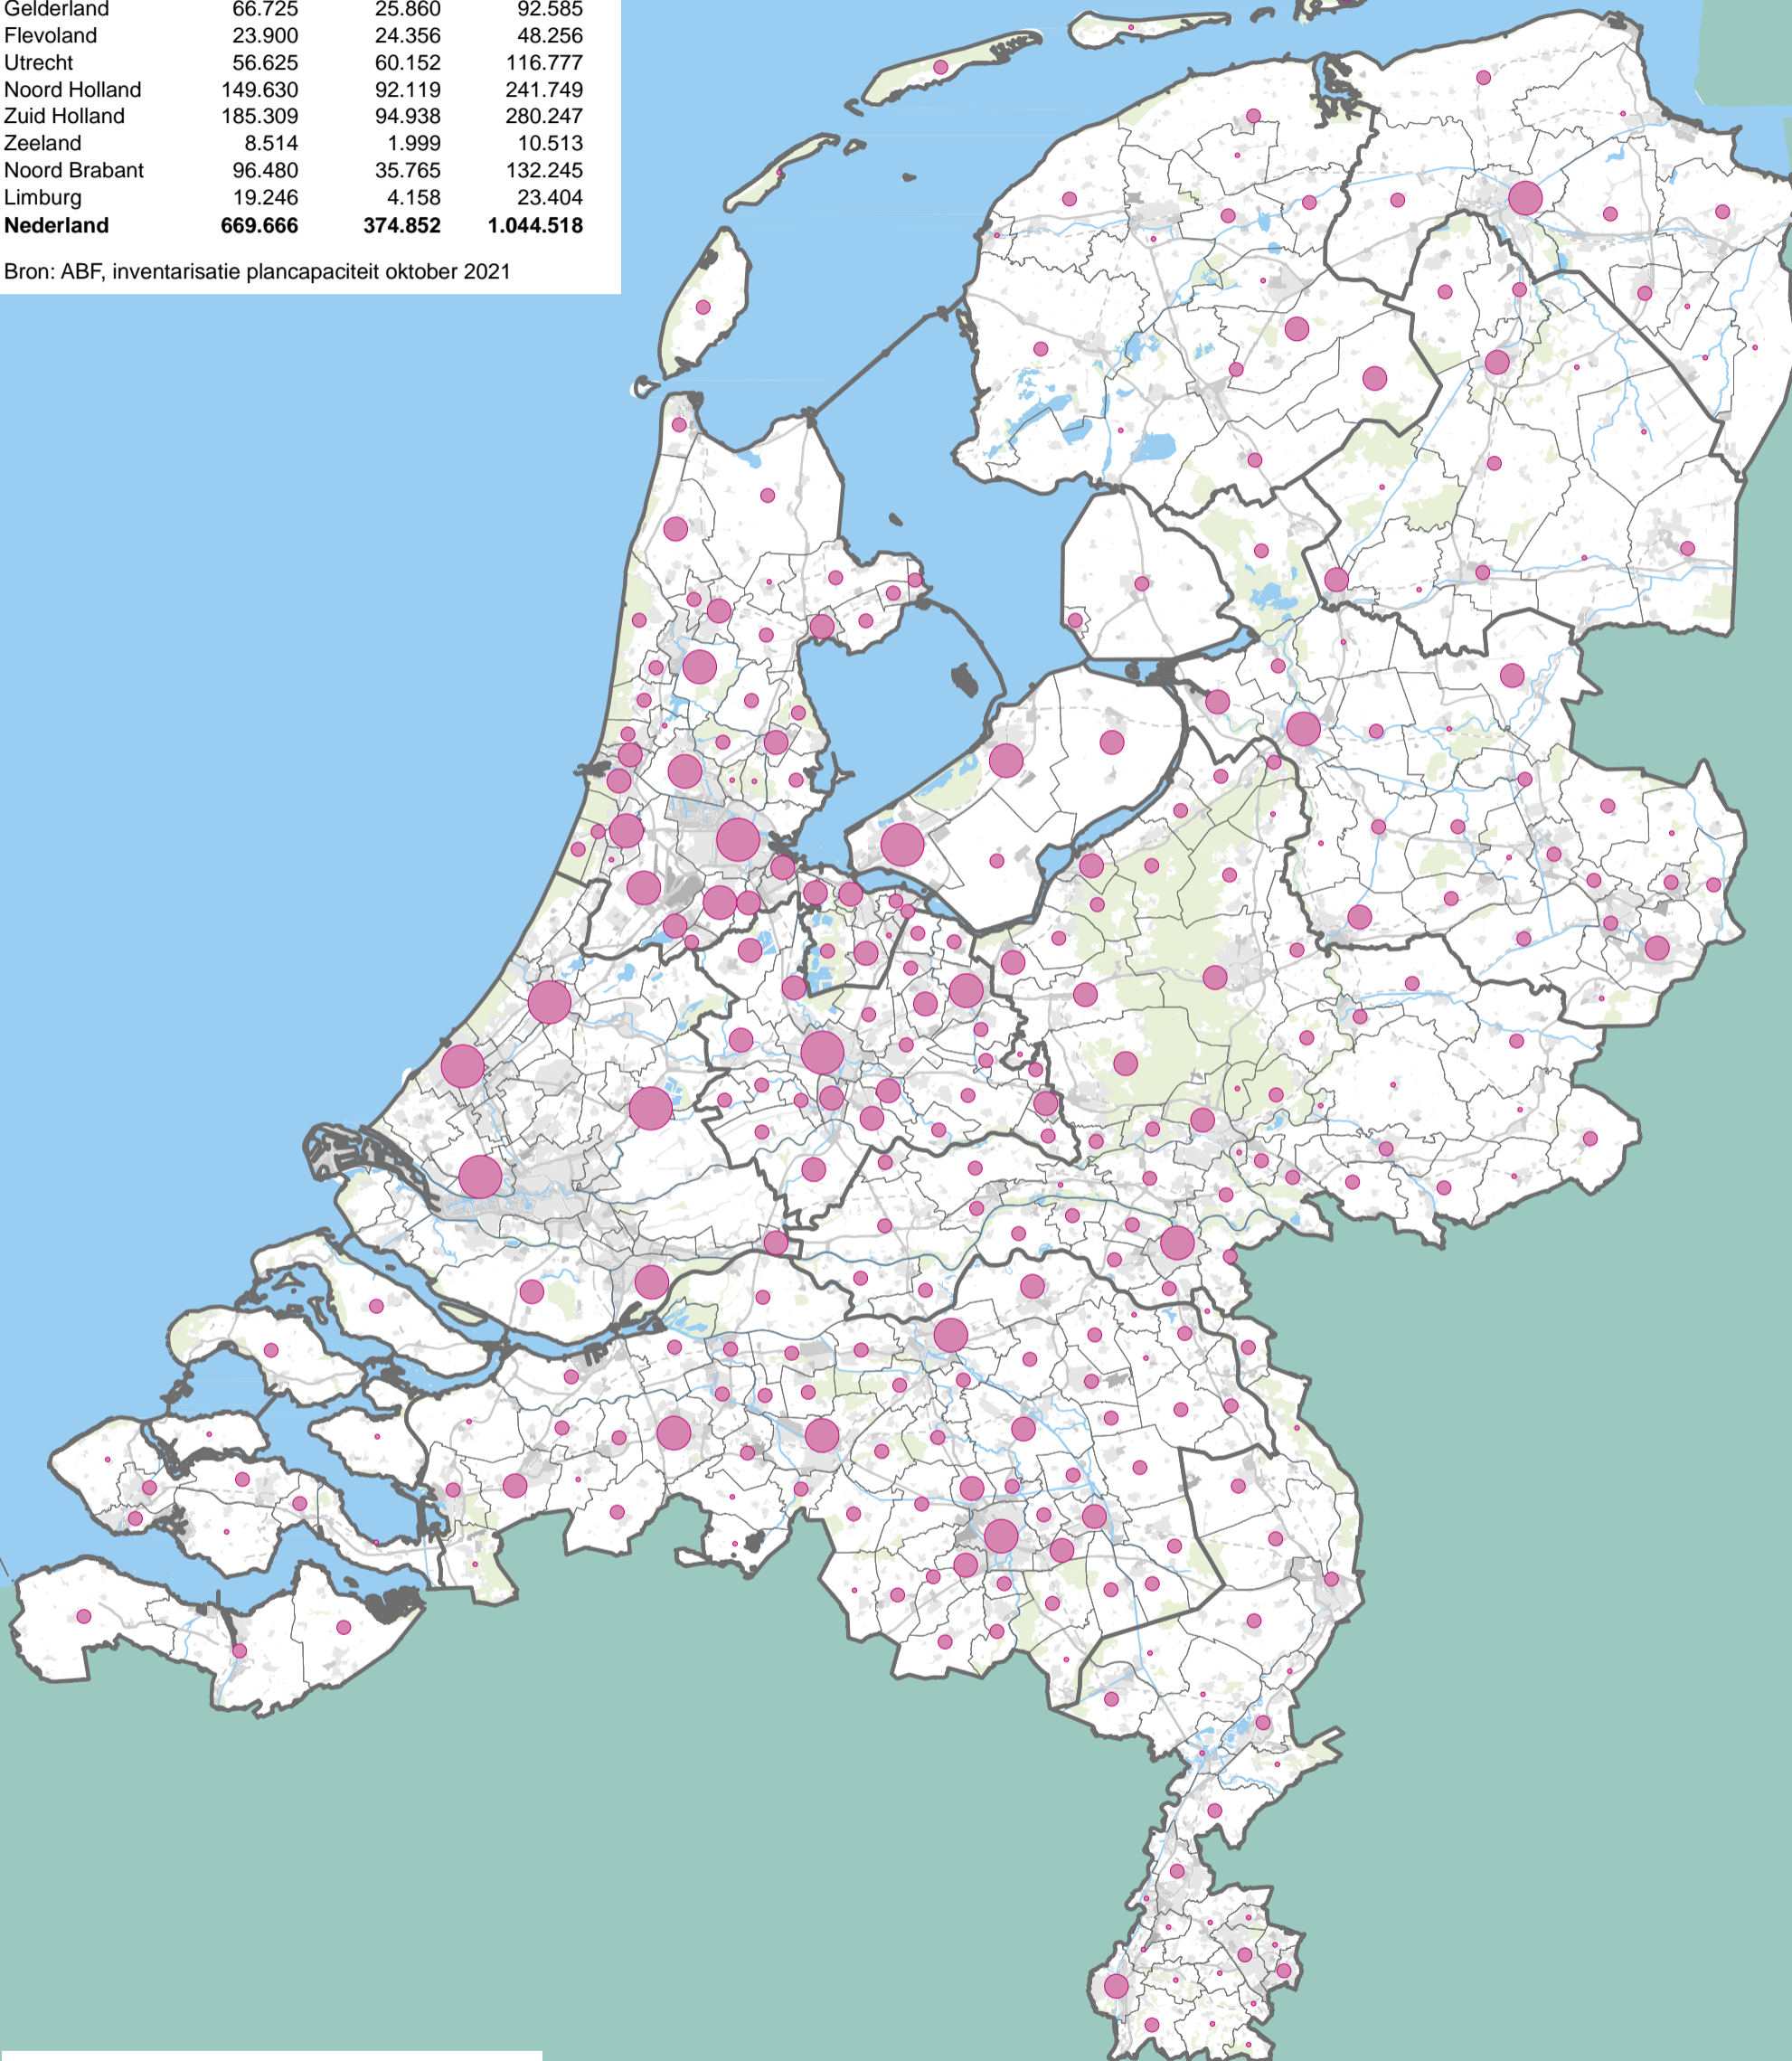 Gelderland 66.725 25.860 92.585
Flevoland 23.900 24.356 48.256
Utrecht 56.625 60.152 116.777
Noord Holland 149.630 92.119 241.749
Zuid Holland 185.309 94.938 280.247
Zeeland 8.514 1.999 10.513
Noord Brabant 96.480 35.765 132.245
Limburg 19.246 4.158 23.404
Nederland 669.666 374.852 1.044.518
Bron: ABF, inventarisatie plancapaciteit oktober 2021